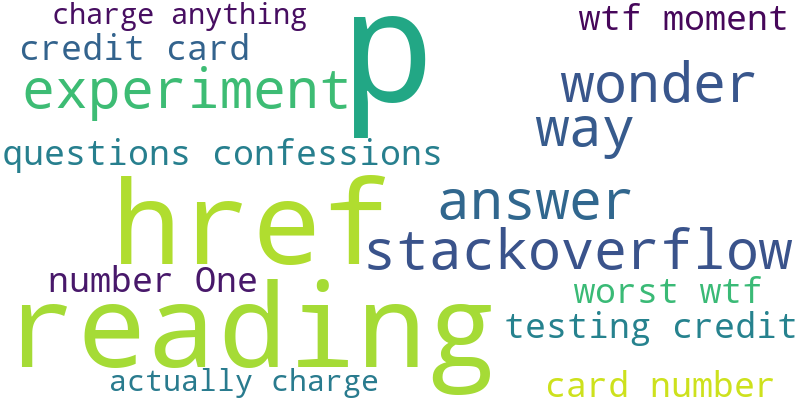 charge anything
p
wtf moment
credit card
experiment
wonder
way
questions confessions
href
answer
stackoverflow
number One
worst wtf
reading
testing credit
actually charge
card number